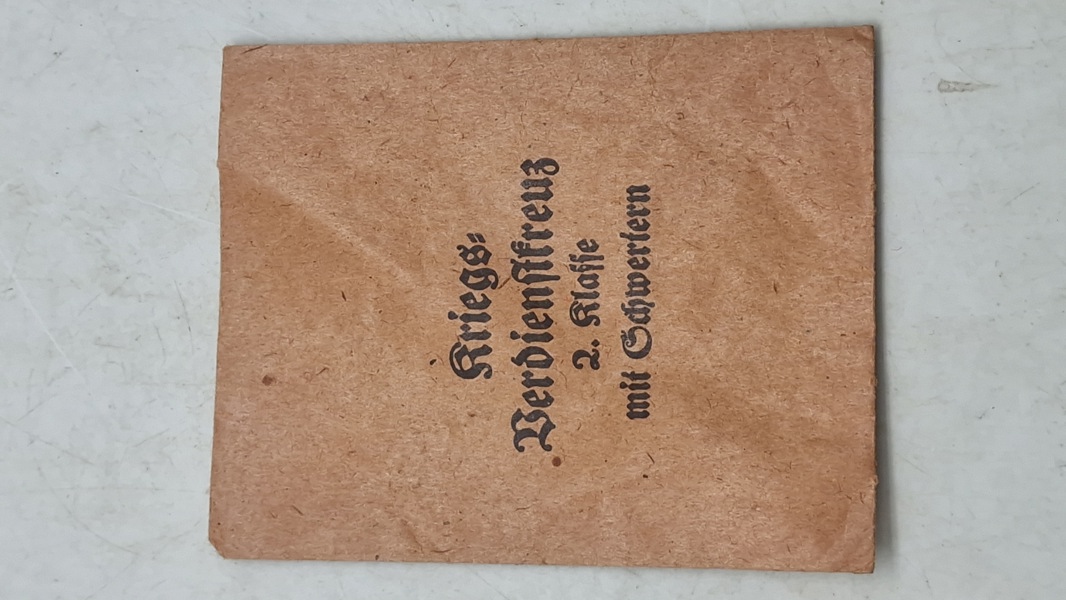 Kriegs-
Verdienstkreuz
2. Klasse
mit Schwertern